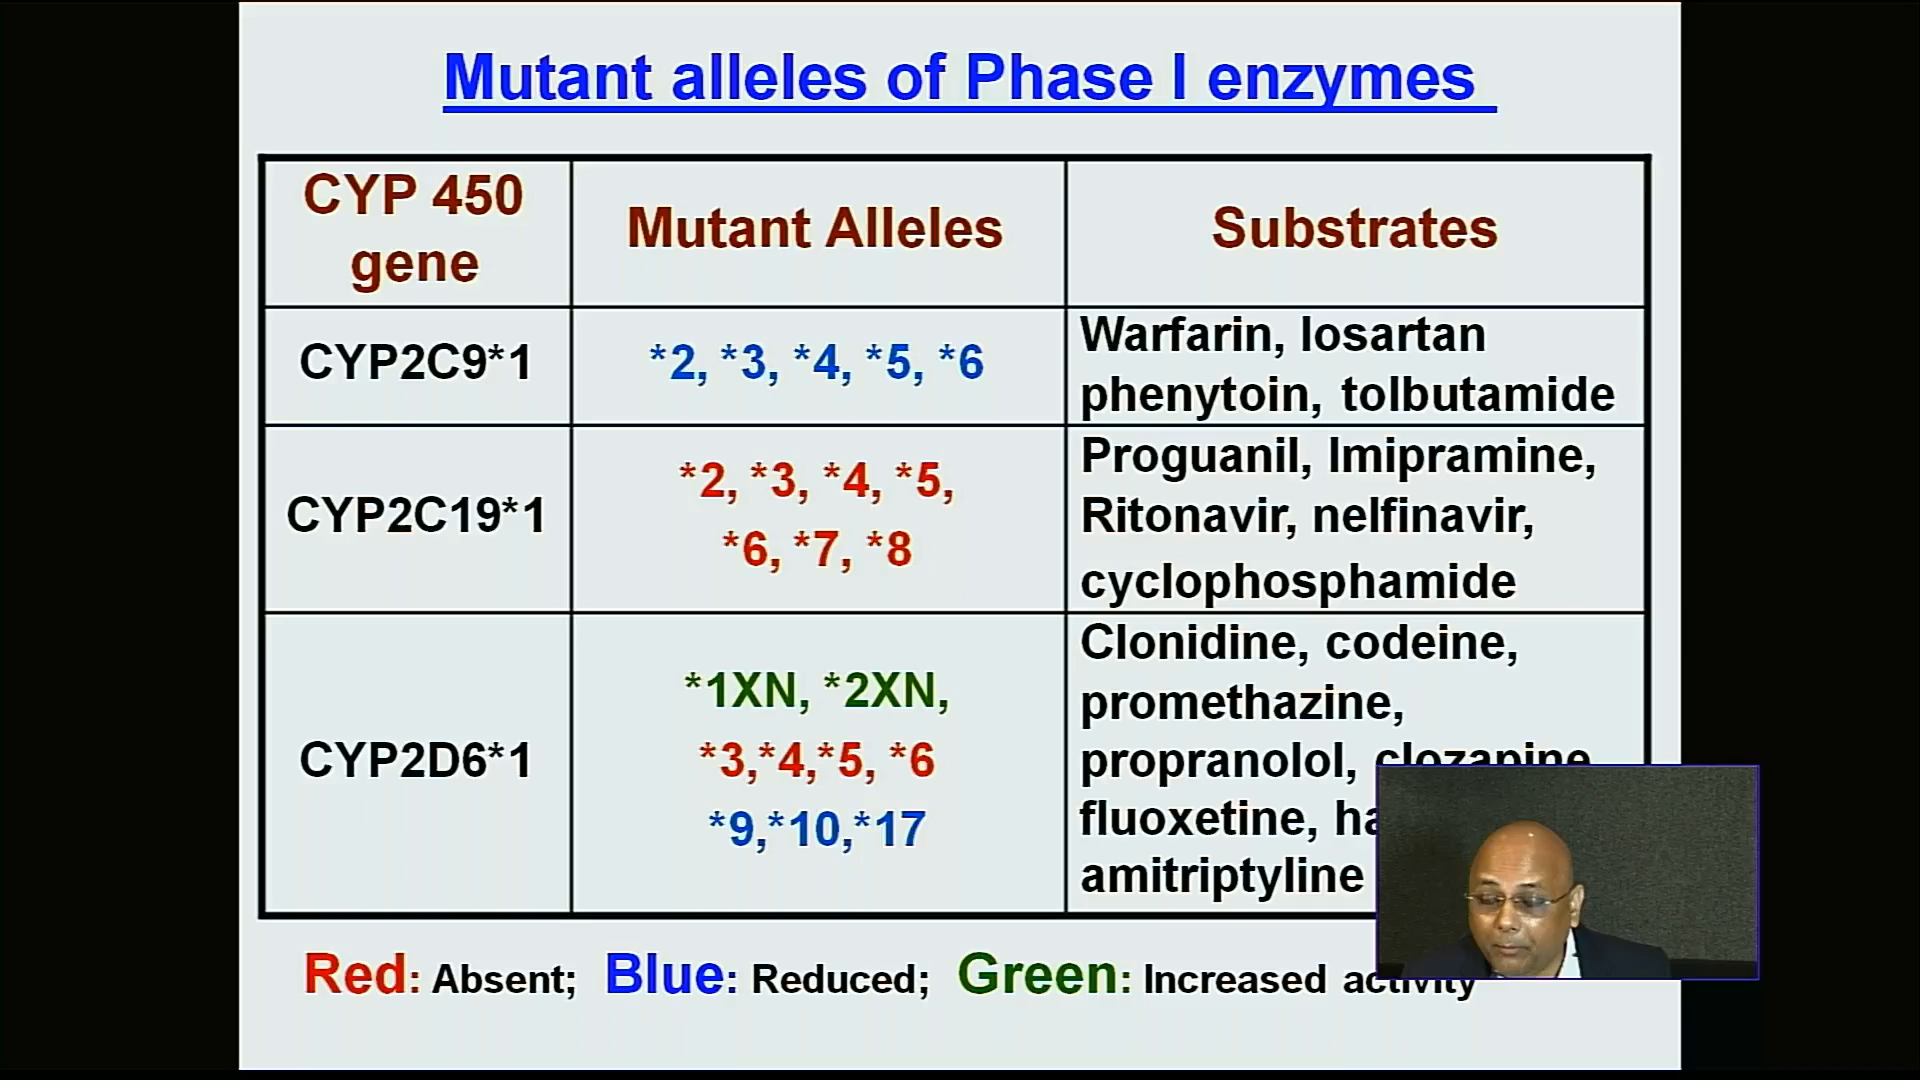 Mutant alleles of Phase I enzymes
CYP 450
gene
Mutant Alleles
Substrates
CYP2C9*1
*2, *3, *4, *5, *6
Warfarin, losartan
phenytoin, tolbutamide
CYP2C19*1
*2, *3, *4, *5,
*6, *7, *8
Proguanil, Imipramine,
Ritonavir, nelfinavir,
cyclophosphamide
CYP2D6*1
*1XN, *2XN,
*3,*4,*5, *6
*9,*10,*17
Clonidine, codeine,
promethazine,
propranolol, clozapine
fluoxetine,
amitriptyline
Red: Absent; Blue: Reduced; Green: Increased activity